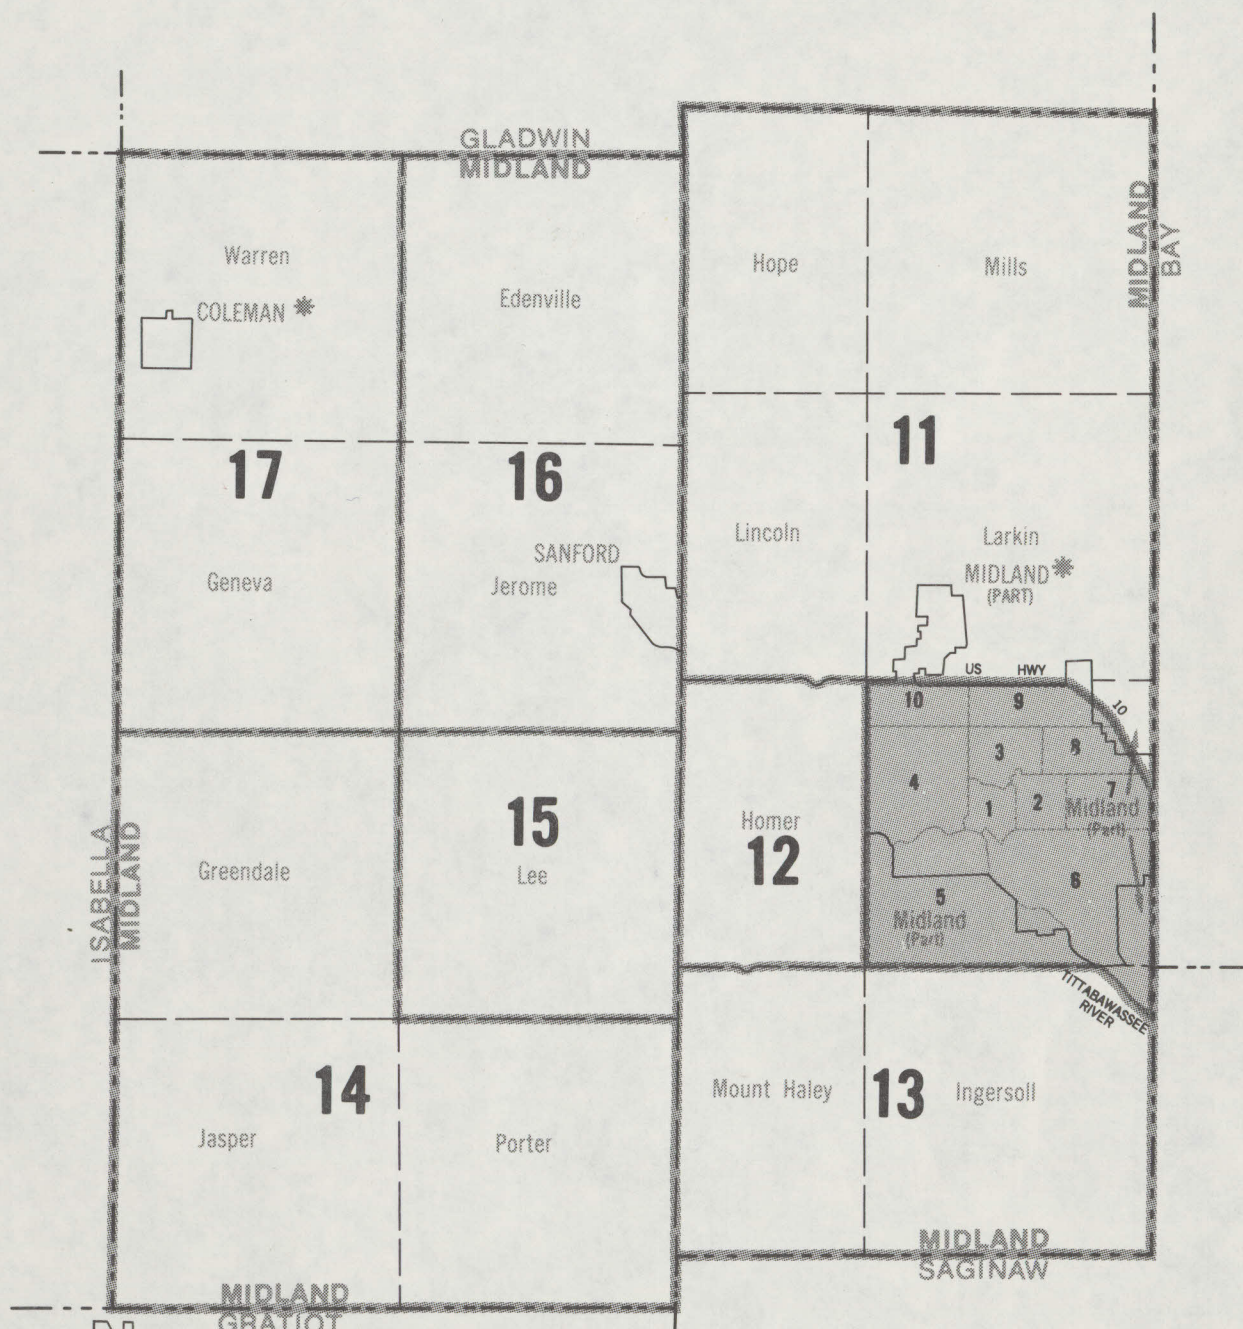 GLADWIN
MIDLAND
MIDLAND
BAY
Warren
COLEMAN *
Edenville
Hope
Mills
17
16
11
Geneva
SANFORD
Jerome
Lincoln
Larkin
MIDLAND *
(PART)
US HWY
10
10
9
3
8
4
1
2
7
Midland
(Part)
5
Midland
(Part)
6
15
Lee
Homer
12
Greendale
ISABELLA
MIDLAND
TITTABAWASSEE
RIVER
14
Jasper
Porter
Mount Haley
13
Ingersoll
MIDLAND
SAGINAW
MIDLAND
GRATIOT